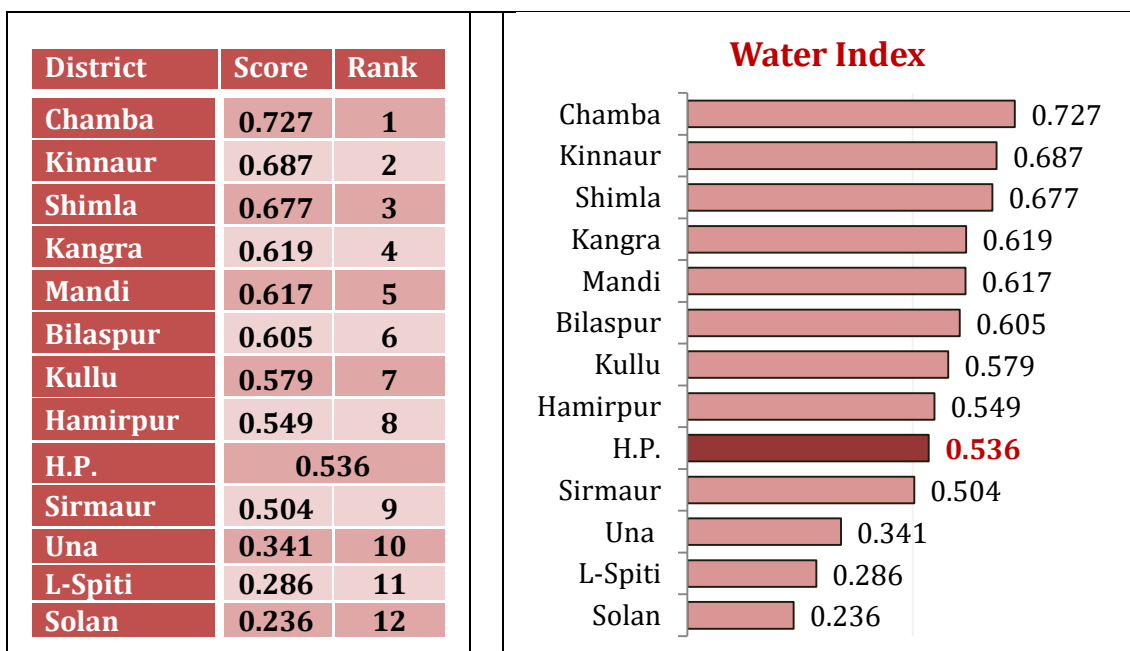 District Score Rank
Chamba 0.727 1
Kinnaur 0.687 2
Shimla 0.677 3
Kangra 0.619 4
Mandi 0.617 5
Bilaspur 0.605 6
Kullu 0.579 7
Hamirpur 0.549 8
H.P. 0.536
Sirmaur 0.504 9
Una 0.341 10
L-Spiti 0.286 11
Solan 0.236 12
Water Index
Chamba 0.727
Kinnaur 0.687
Shimla 0.677
Kangra 0.619
Mandi 0.617
Bilaspur 0.605
Kullu 0.579
Hamirpur 0.549
H.P. 0.536
Sirmaur 0.504
Una 0.341
L-Spiti 0.286
Solan 0.236